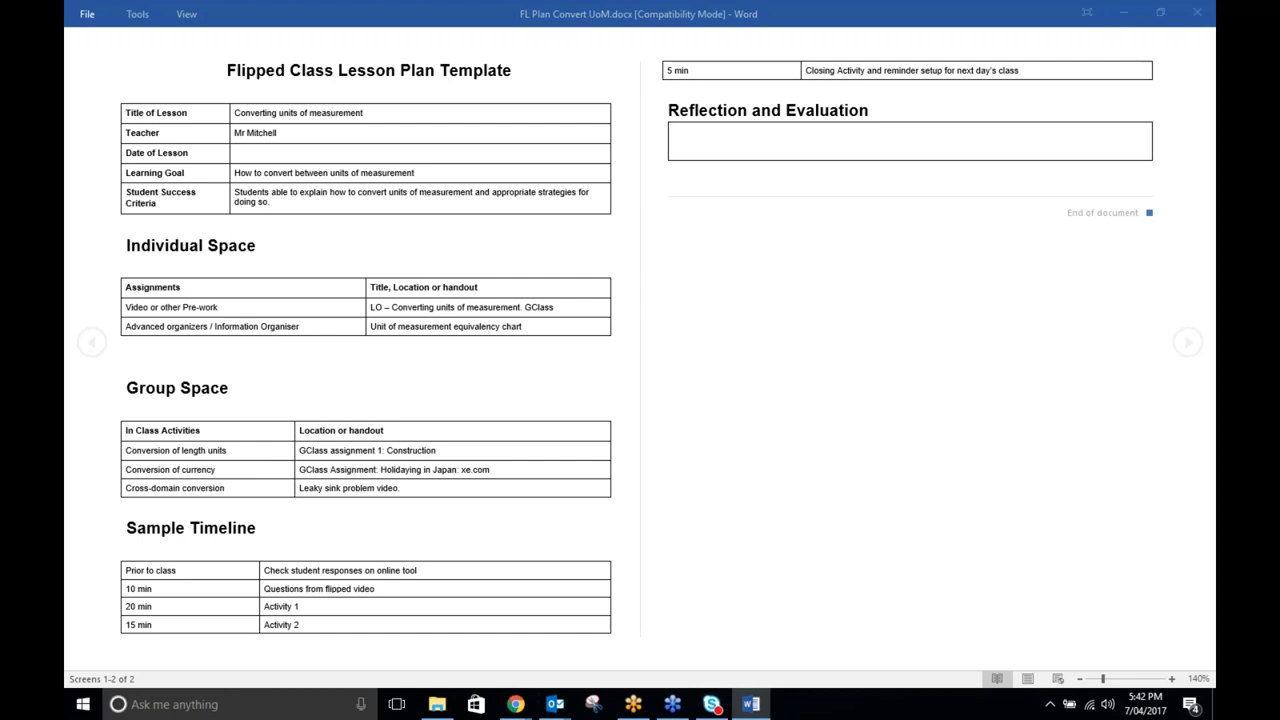 File Tools View FL Plan Convert UoM.docx [Compatibility Mode] - Word
Flipped Class Lesson Plan Template
Title of Lesson Converting units of measurement
Teacher Mr Mitchell
Date of Lesson
Learning Goal How to convert between units of measurement
Student Success Criteria Students able to explain how to convert units of measurement and appropriate strategies for
doing so.
Individual Space
Assignments Title, Location or handout
Video or other Pre-work LO – Converting units of measurement. GClass
Advanced organizers / Information Organiser Unit of measurement equivalency chart
Group Space
In Class Activities Location or handout
Conversion of length units GClass assignment 1: Construction
Conversion of currency GClass Assignment: Holidaying in Japan: xe.com
Cross-domain conversion Leaky sink problem video.
Sample Timeline
Prior to class Check student responses on online tool
10 min Questions from flipped video
20 min Activity 1
15 min Activity 2
5 min Closing Activity and reminder setup for next day's class
Reflection and Evaluation
End of document
Screens 1-2 of 2 140%
Ask me anything 5:42 PM
7/04/2017 4